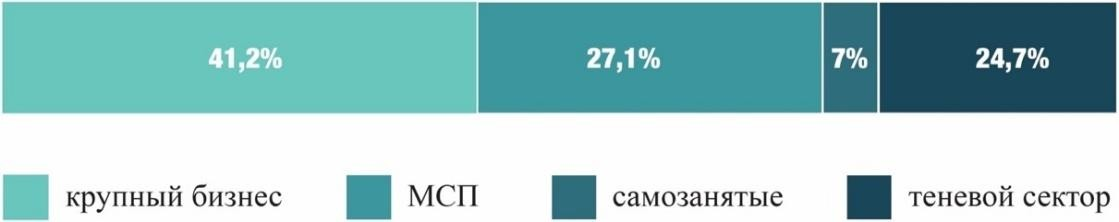 41,2% 27,1% 7% 24,7%
крупный бизнес МСП самозанятые теневой сектор